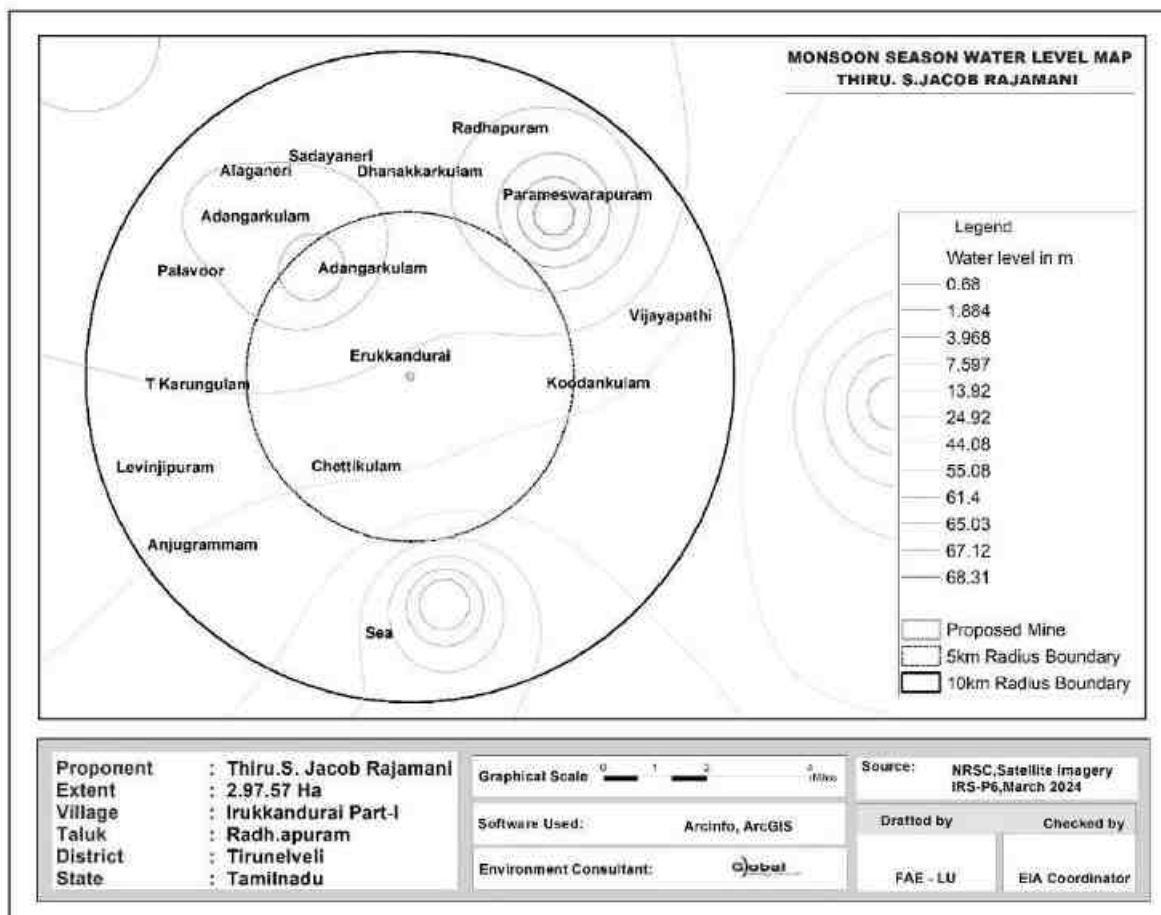 MONSOON SEASON WATER LEVEL MAP
THIRU. S.JACOB RAJAMANI
Radhapuram
Sadayaneri
Alaganeri
Dhanakkarkulam
Parameswarapuram
Adangarkulam
Palavoor
Adangarkulam
Vijayapathi
Erukkandurai
T Karungulam
Koodankulam
Levinjipuram
Chettikulam
Anjugrammam
Sea
Legend
Water level in m
0.68
1.884
3.968
7.597
13.92
24.92
44.08
55.08
61.4
65.03
67.12
68.31
Proposed Mine
5km Radius Boundary
10km Radius Boundary
Proponent : Thiru.S. Jacob Rajamani
Extent : 2.97.57 Ha
Village : Irukkandurai Part-I
Taluk : Radh.apuram
District : Tirunelveli
State : Tamilnadu
Graphical Scale 0 1 2 4
Miles
Software Used: Arcinfo, ArcGIS
Environment Consultant: Global
Source: NRSC,Satellite Imagery
IRS-P6,March 2024
Drafted by Checked by
FAE - LU EIA Coordinator